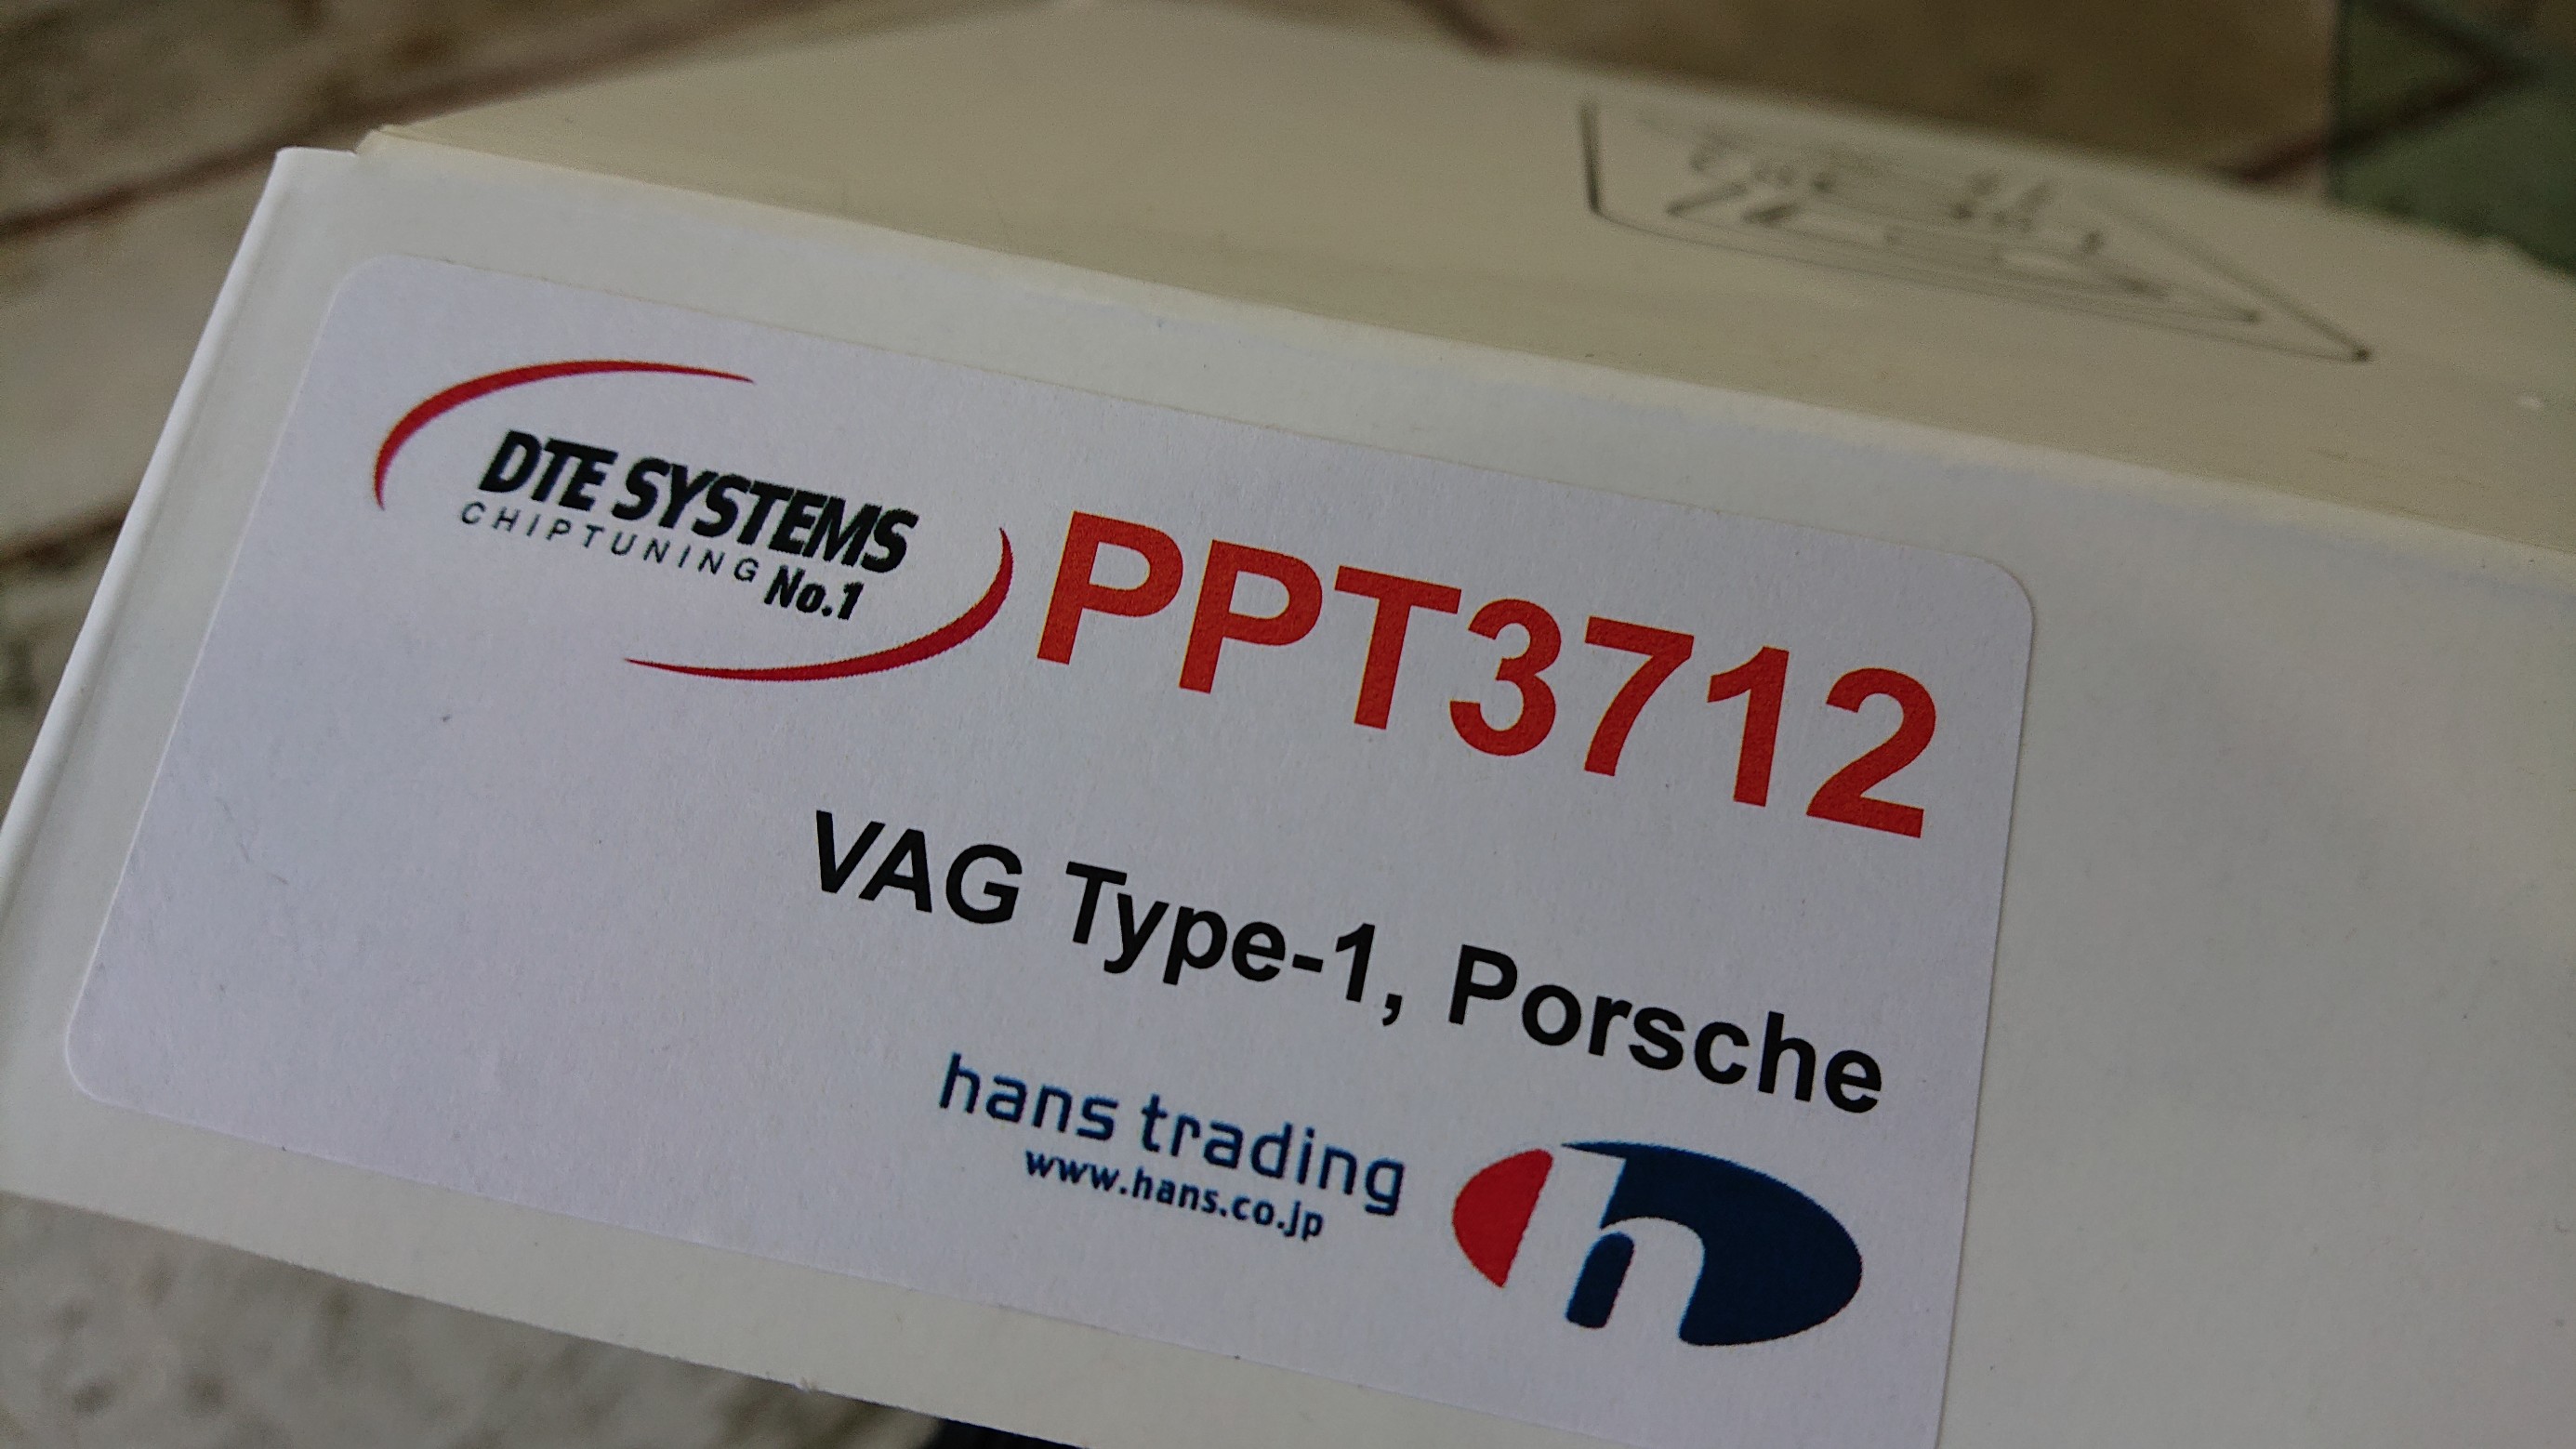 DTE SYSTEMS
CHIPTUNING
No.1
PPT3712
VAG Type-1, Porsche
hans trading
www.hans.co.jp
h